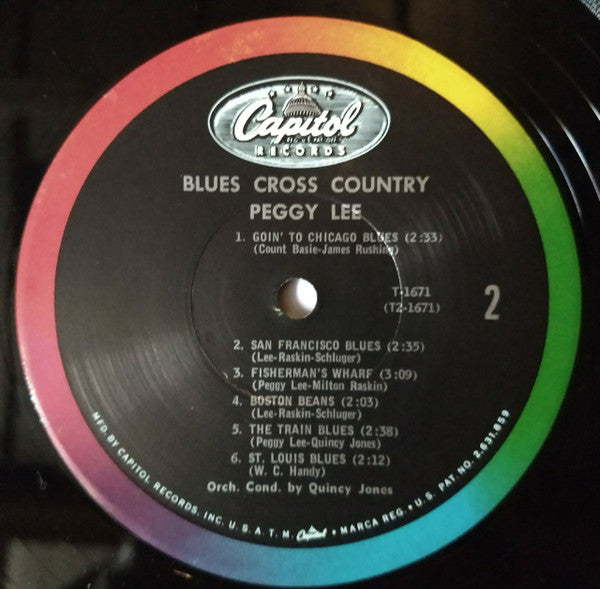 Capitol
REG. U.S. PAT. OFF.
RECORDS
BLUES CROSS COUNTRY
PEGGY LEE
1. GOIN' TO CHICAGO BLUES (2:33)
(Count Basie-James Rushing)
T-1671
(T2-1671)
2
2. SAN FRANCISCO BLUES (2:35)
(Lee-Raskin-Schluger)
3. FISHERMAN'S WHARF (3:09)
(Peggy Lee-Milton Raskin)
4. BOSTON BEANS (2:03)
(Lee-Raskin-Schluger)
5. THE TRAIN BLUES (2:38)
(Peggy Lee-Quincy Jones)
6. ST. LOUIS BLUES (2:12)
(W. C. Handy)
Orch. Cond. by Quincy Jones
MFD. BY CAPITOL RECORDS, INC. U. S. A. T. M. Capitol • MARCA REG. • U. S. PAT. NO. 2,631,859